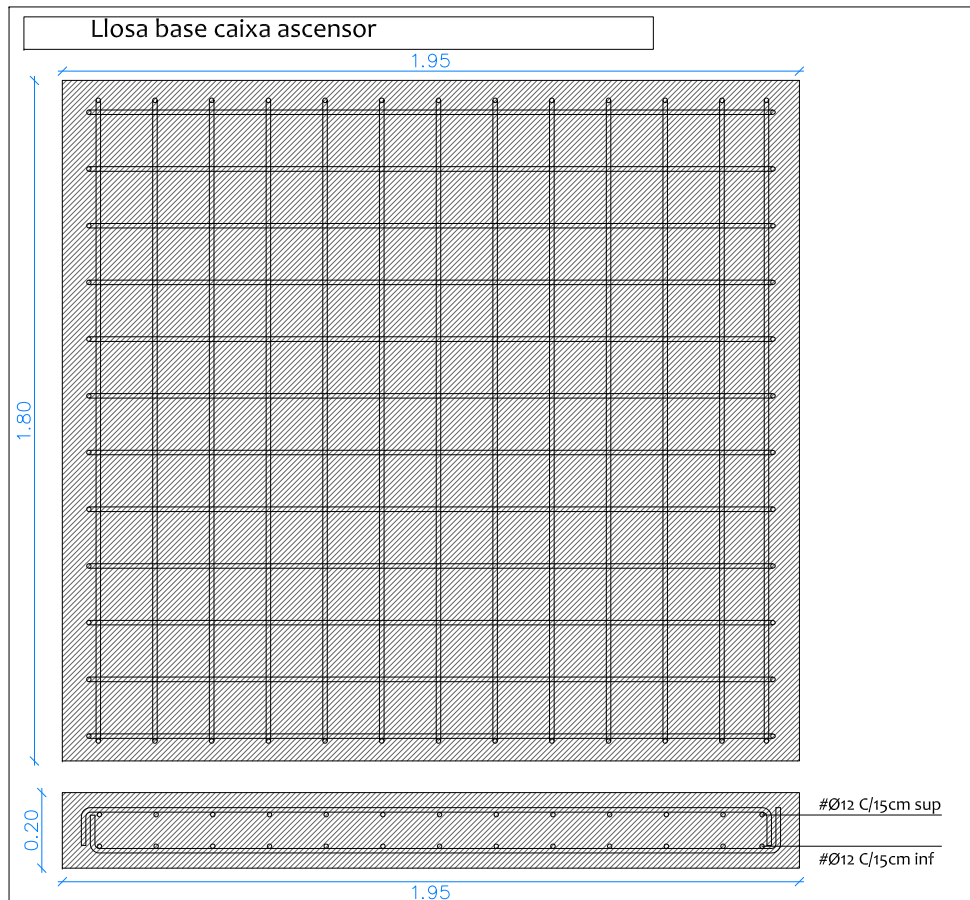 Llosa base caixa ascensor
1.95
1.80
0.20
#Ø12 C/15cm sup
#Ø12 C/15cm inf
1.95